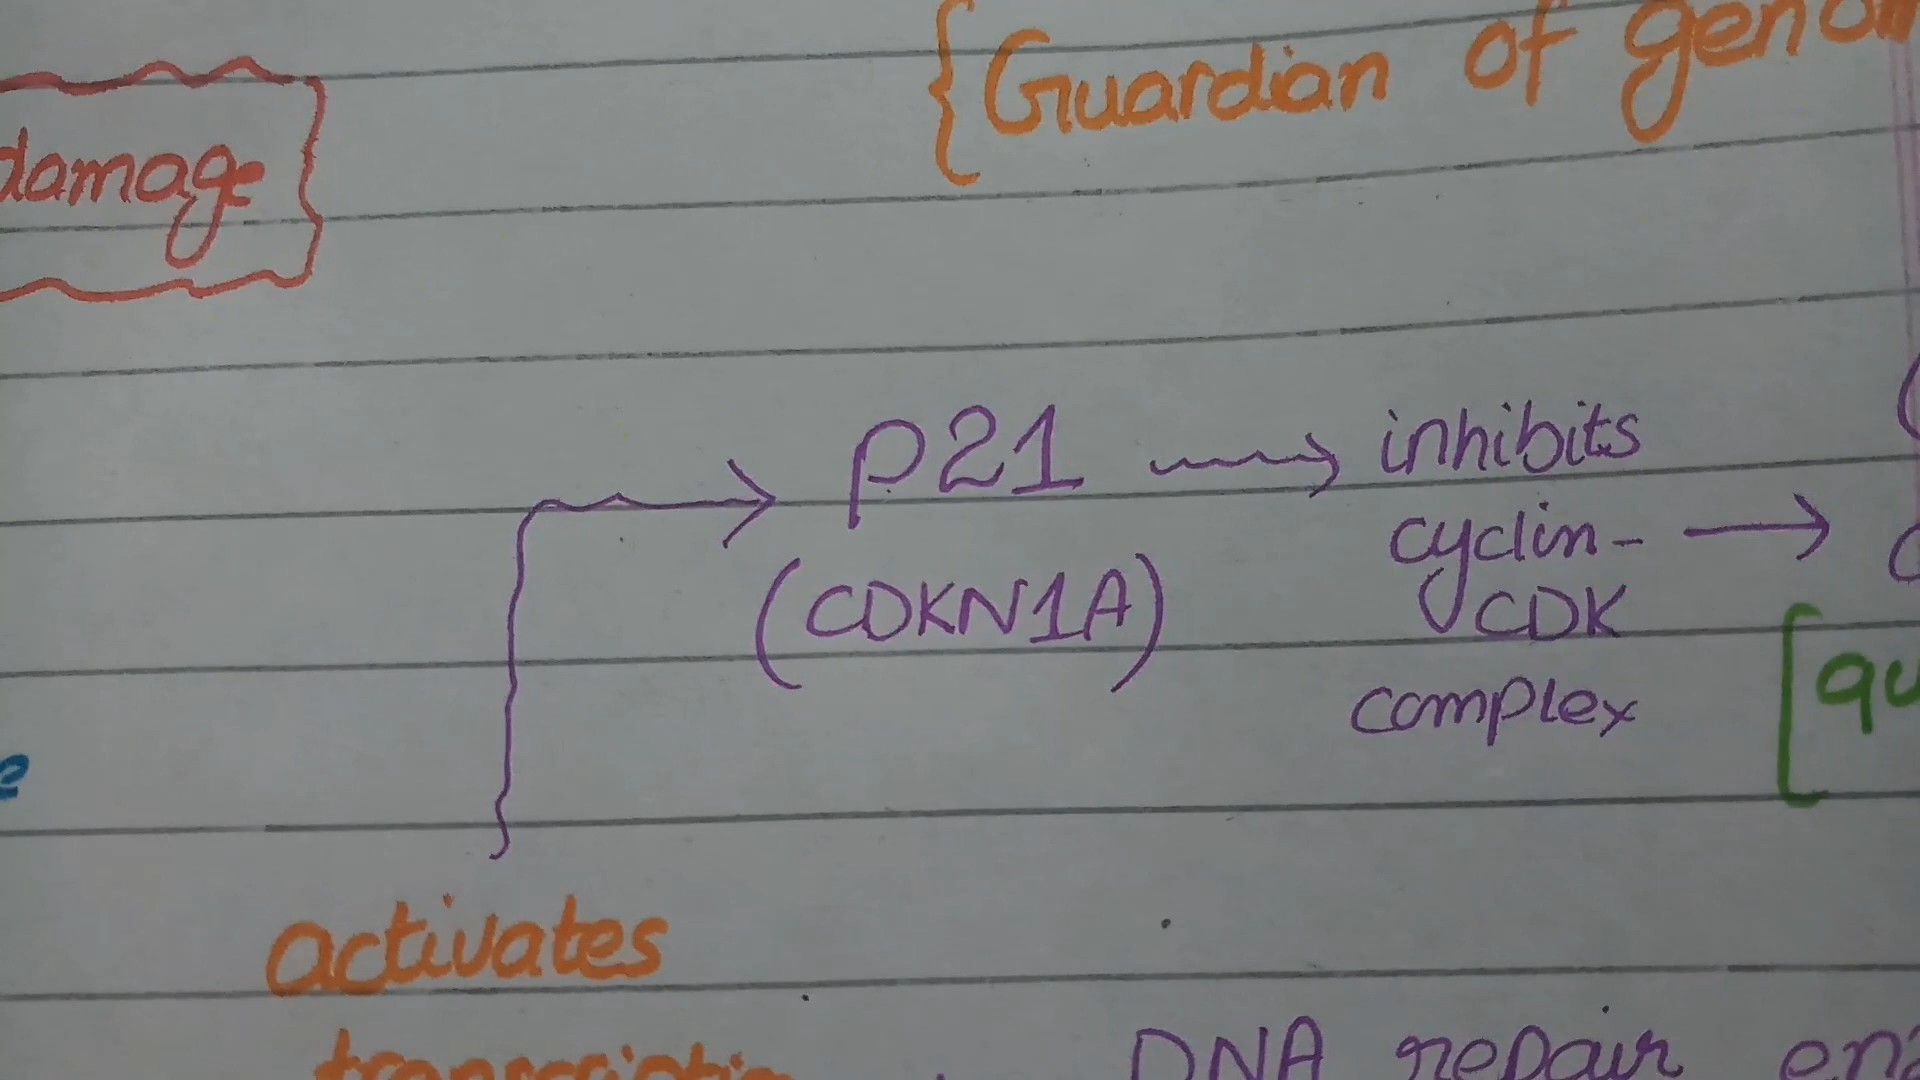 {Guardian of
damage
P21 → inhibits
cyclin- →
(CDKN1A)
CDK
complex
activates
DNA repair